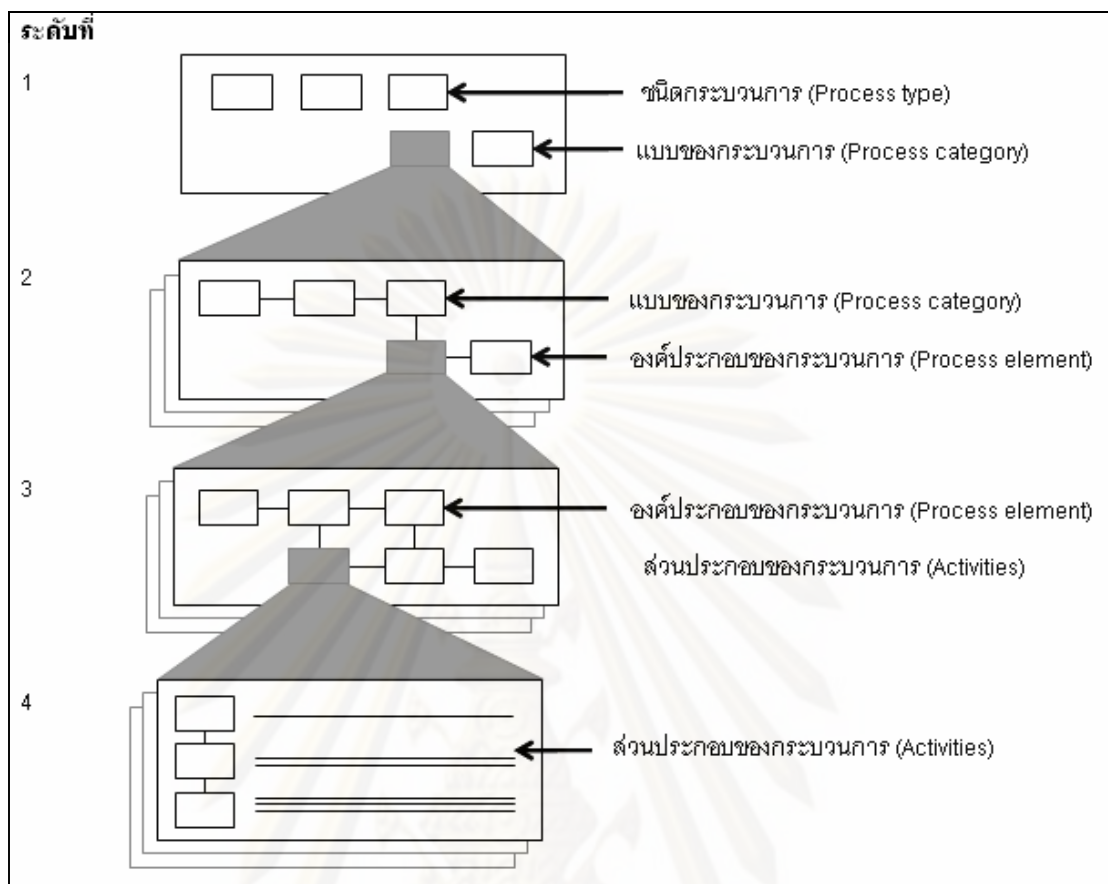 ระดับที่
1
ชนิดกระบวนการ (Process type)
แบบของกระบวนการ (Process category)
2
แบบของกระบวนการ (Process category)
องค์ประกอบของกระบวนการ (Process element)
3
องค์ประกอบของกระบวนการ (Process element)
ส่วนประกอบของกระบวนการ (Activities)
4
ส่วนประกอบของกระบวนการ (Activities)